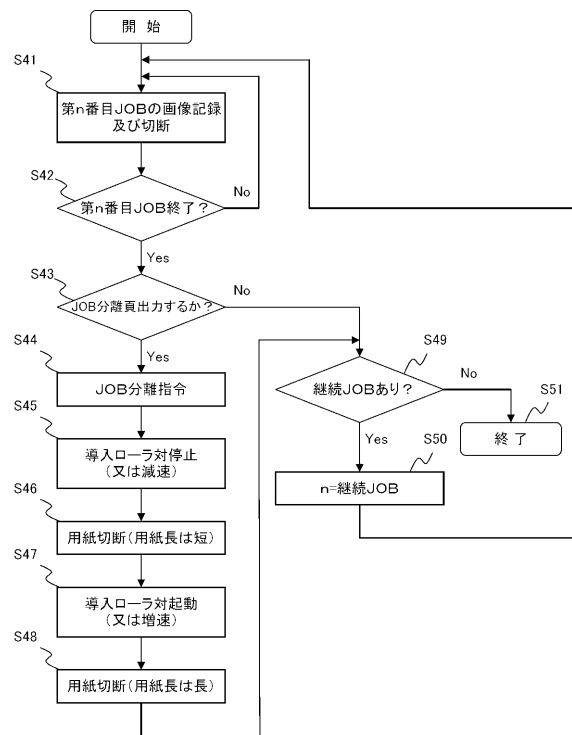 開 始
S41
第n番目JOBの画像記録
及び切断
S42
第n番目JOB終了?
No
Yes
S43
JOB分離頁出力するか?
No
Yes
S44
JOB分離指令
S45
導入ローラ対停止
(又は減速)
S46
用紙切断(用紙長は短)
S47
導入ローラ対起動
(又は増速)
S48
用紙切断(用紙長は長)
S49
継続JOBあり?
No
Yes
S51
終 了
S50
n=継続JOB